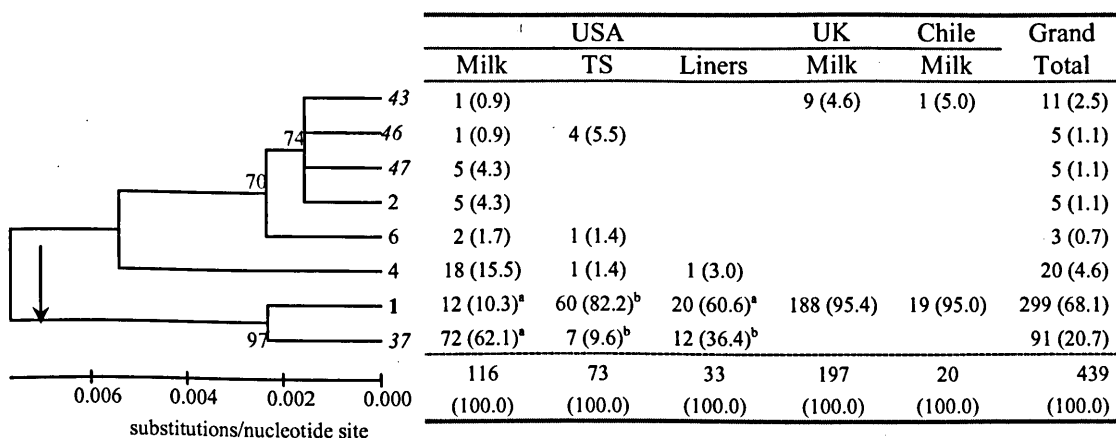 USA UK Chile Grand
Milk TS Liners Milk Milk Total
43 1 (0.9) 9 (4.6) 1 (5.0) 11 (2.5)
74 46 1 (0.9) 4 (5.5) 5 (1.1)
47 5 (4.3) 5 (1.1)
70
2 5 (4.3) 5 (1.1)
6 2 (1.7) 1 (1.4) 3 (0.7)
4 18 (15.5) 1 (1.4) 1 (3.0) 20 (4.6)
1 12 (10.3)ᵃ 60 (82.2)ᵇ 20 (60.6)ᵃ 188 (95.4) 19 (95.0) 299 (68.1)
97 37 72 (62.1)ᵃ 7 (9.6)ᵇ 12 (36.4)ᵇ 91 (20.7)
116 73 33 197 20 439
0.006 0.004 0.002 0.000 (100.0) (100.0) (100.0) (100.0) (100.0) (100.0)
substitutions/nucleotide site